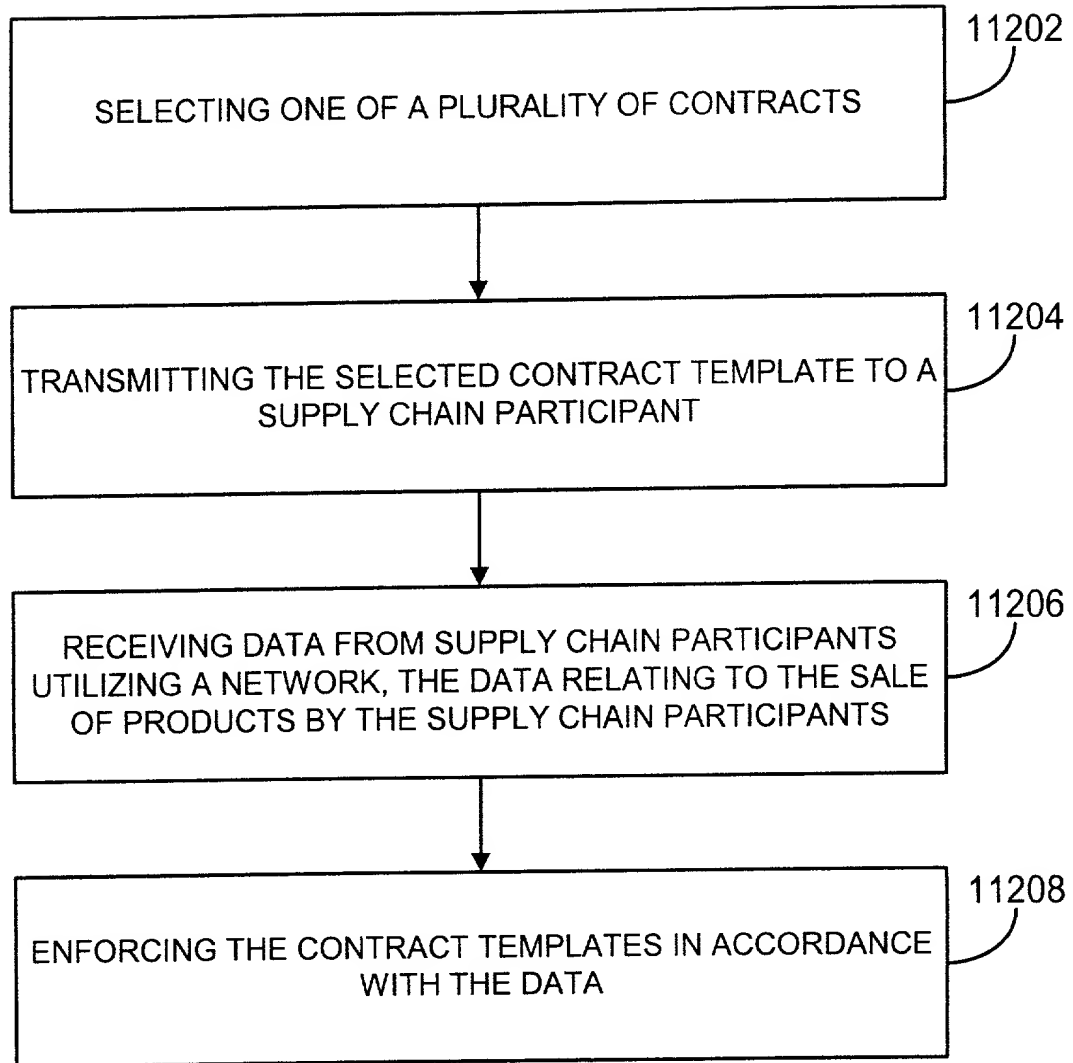 11202
SELECTING ONE OF A PLURALITY OF CONTRACTS
11204
TRANSMITTING THE SELECTED CONTRACT TEMPLATE TO A
SUPPLY CHAIN PARTICIPANT
11206
RECEIVING DATA FROM SUPPLY CHAIN PARTICIPANTS
UTILIZING A NETWORK, THE DATA RELATING TO THE SALE
OF PRODUCTS BY THE SUPPLY CHAIN PARTICIPANTS
11208
ENFORCING THE CONTRACT TEMPLATES IN ACCORDANCE
WITH THE DATA